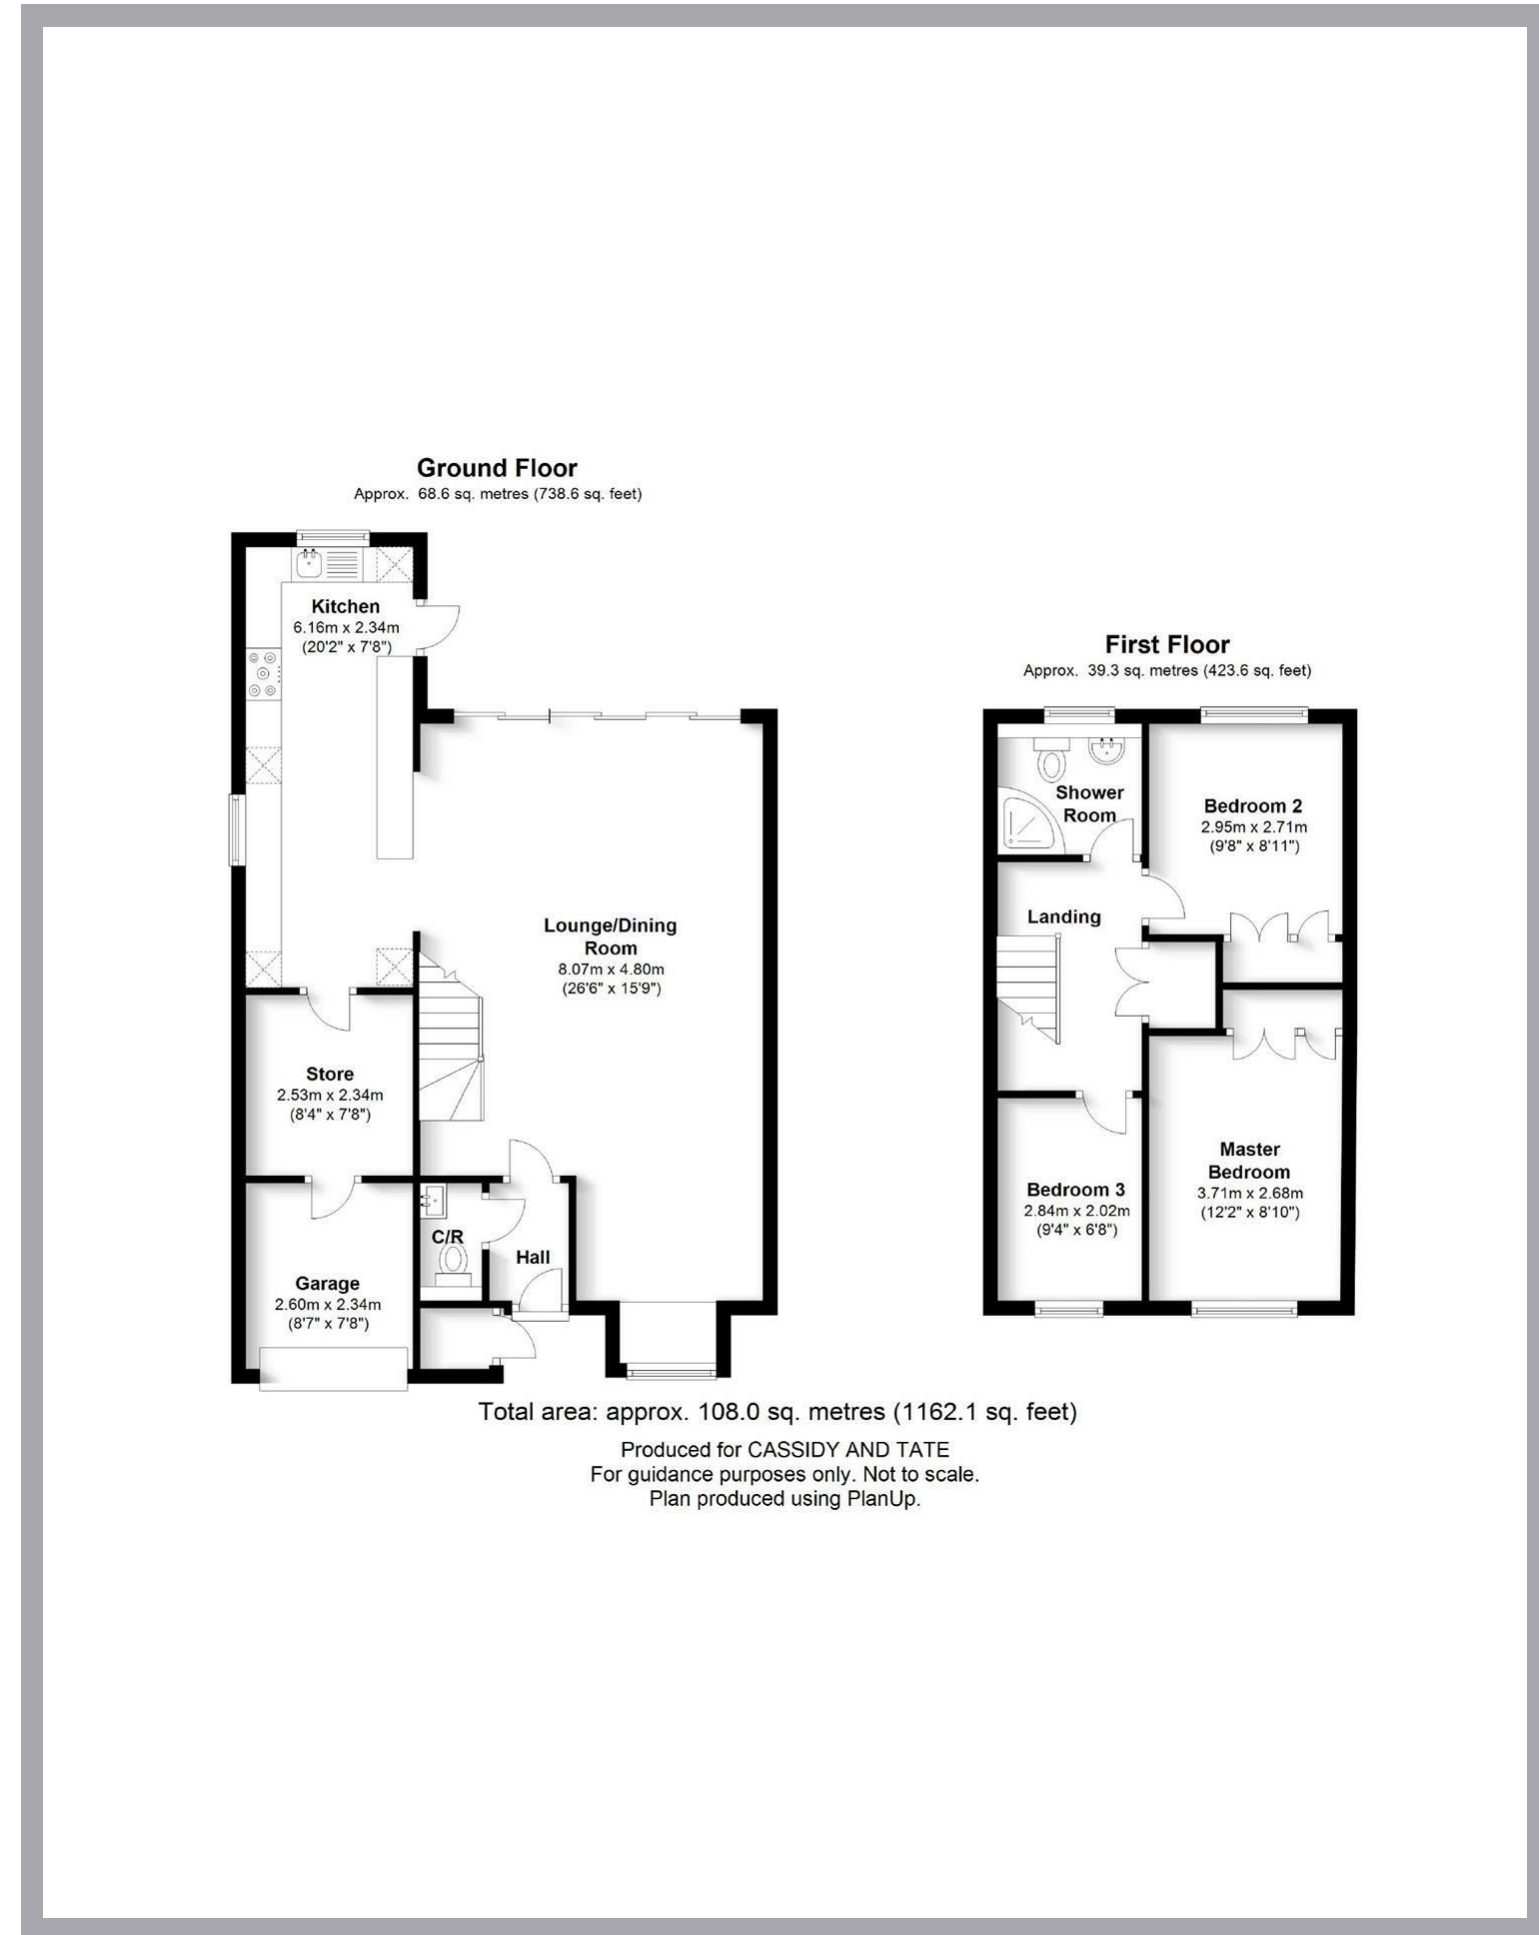 Ground Floor
Approx. 68.6 sq. metres (738.6 sq. feet)
Kitchen
6.16m x 2.34m
(20'2" x 7'8")
Lounge/Dining
Room
8.07m x 4.80m
(26'6" x 15'9")
Store
2.53m x 2.34m
(8'4" x 7'8")
C/R
Hall
Garage
2.60m x 2.34m
(8'7" x 7'8")
First Floor
Approx. 39.3 sq. metres (423.6 sq. feet)
Shower
Room
Bedroom 2
2.95m x 2.71m
(9'8" x 8'11")
Landing
Master
Bedroom
3.71m x 2.68m
(12'2" x 8'10")
Bedroom 3
2.84m x 2.02m
(9'4" x 6'8")
Total area: approx. 108.0 sq. metres (1162.1 sq. feet)
Produced for CASSIDY AND TATE
For guidance purposes only. Not to scale.
Plan produced using PlanUp.